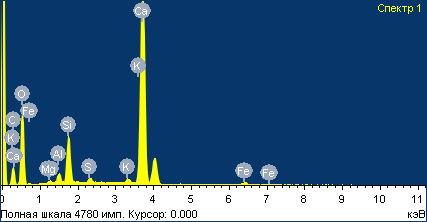 Спектр 1
Ca
K
O
Fe
C
K
Ca
Si
Al
Mg
S
K
Fe
Fe
0 1 2 3 4 5 6 7 8 9 10 11
Полная шкала 4780 имп. Курсор: 0.000 кэВ